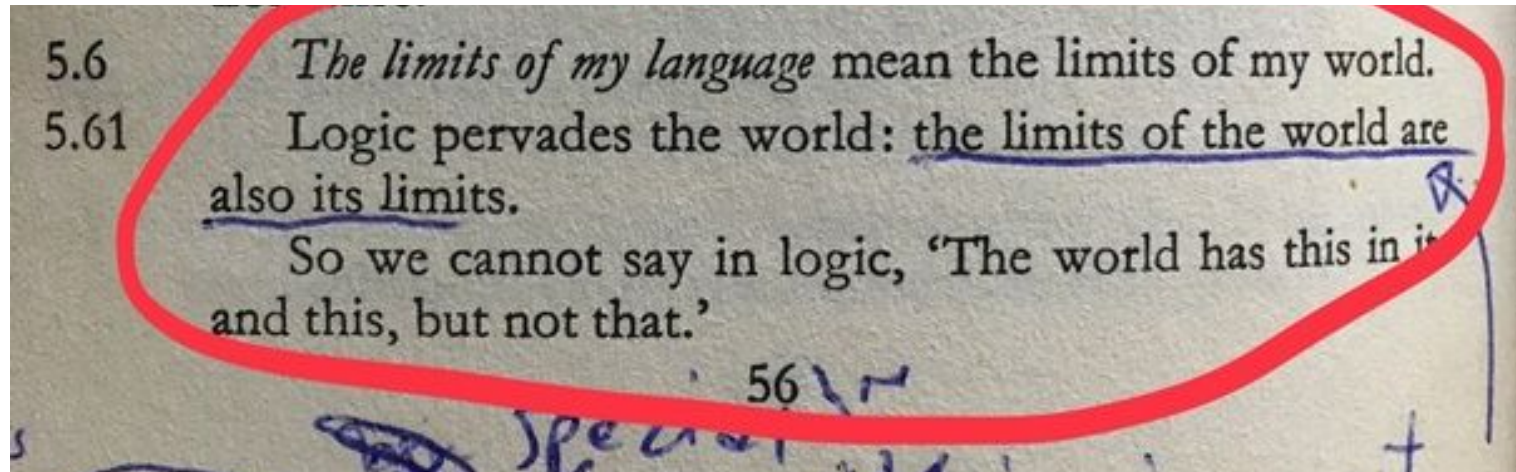 5.6 The limits of my language mean the limits of my world.
5.61 Logic pervades the world: the limits of the world are
also its limits.
So we cannot say in logic, ‘The world has this in it
and this, but not that.’
56
special